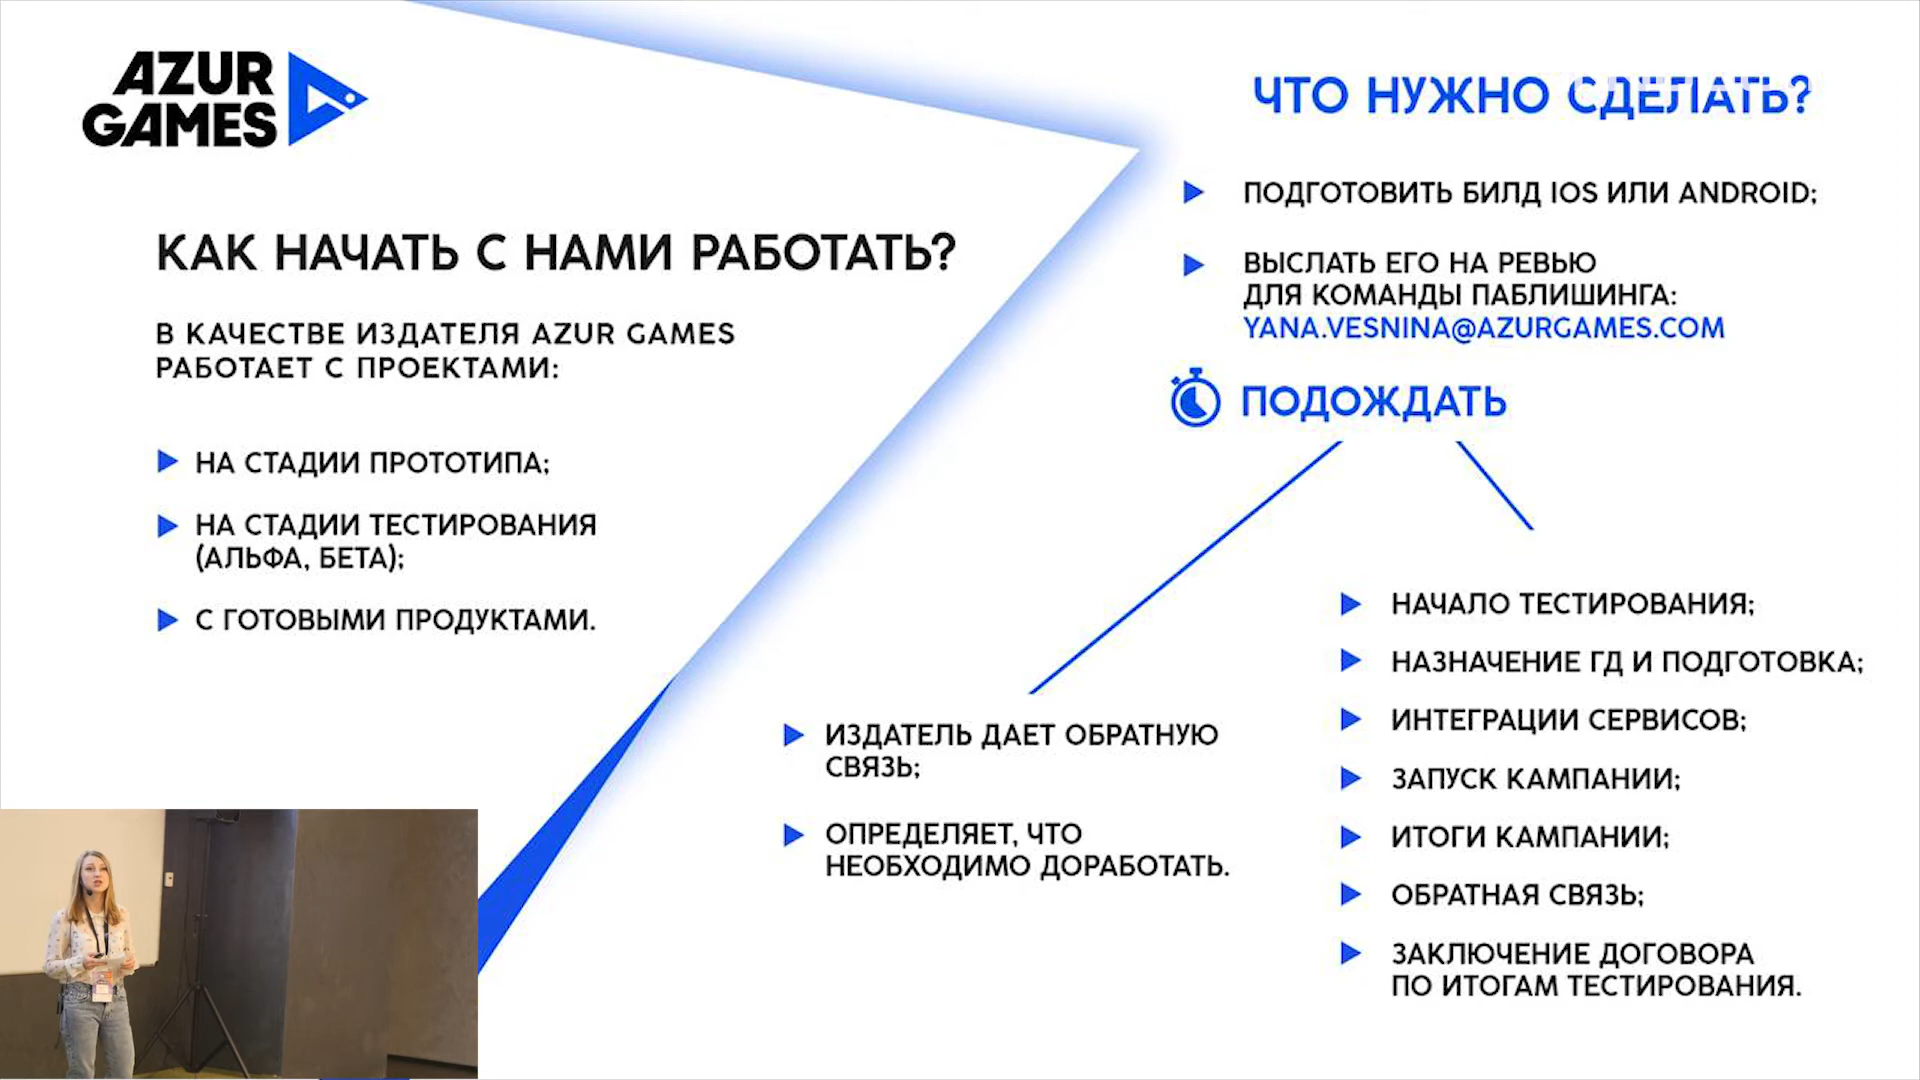 AZUR
GAMES
КАК НАЧАТЬ С НАМИ РАБОТАТЬ?
В КАЧЕСТВЕ ИЗДАТЕЛЯ AZUR GAMES
РАБОТАЕТ С ПРОЕКТАМИ:
НА СТАДИИ ПРОТОТИПА;
НА СТАДИИ ТЕСТИРОВАНИЯ
(АЛЬФА, БЕТА);
С ГОТОВЫМИ ПРОДУКТАМИ.
ЧТО НУЖНО СДЕЛАТЬ?
ПОДГОТОВИТЬ БИЛД IOS ИЛИ ANDROID;
ВЫСЛАТЬ ЕГО НА РЕВЬЮ
ДЛЯ КОМАНДЫ ПАБЛИШИНГА:
YANA.VESNINA@AZURGAMES.COM
ПОДОЖДАТЬ
ИЗДАТЕЛЬ ДАЕТ ОБРАТНУЮ
СВЯЗЬ;
ОПРЕДЕЛЯЕТ, ЧТО
НЕОБХОДИМО ДОРАБОТАТЬ.
НАЧАЛО ТЕСТИРОВАНИЯ;
НАЗНАЧЕНИЕ ГД И ПОДГОТОВКА;
ИНТЕГРАЦИИ СЕРВИСОВ;
ЗАПУСК КАМПАНИИ;
ИТОГИ КАМПАНИИ;
ОБРАТНАЯ СВЯЗЬ;
ЗАКЛЮЧЕНИЕ ДОГОВОРА
ПО ИТОГАМ ТЕСТИРОВАНИЯ.